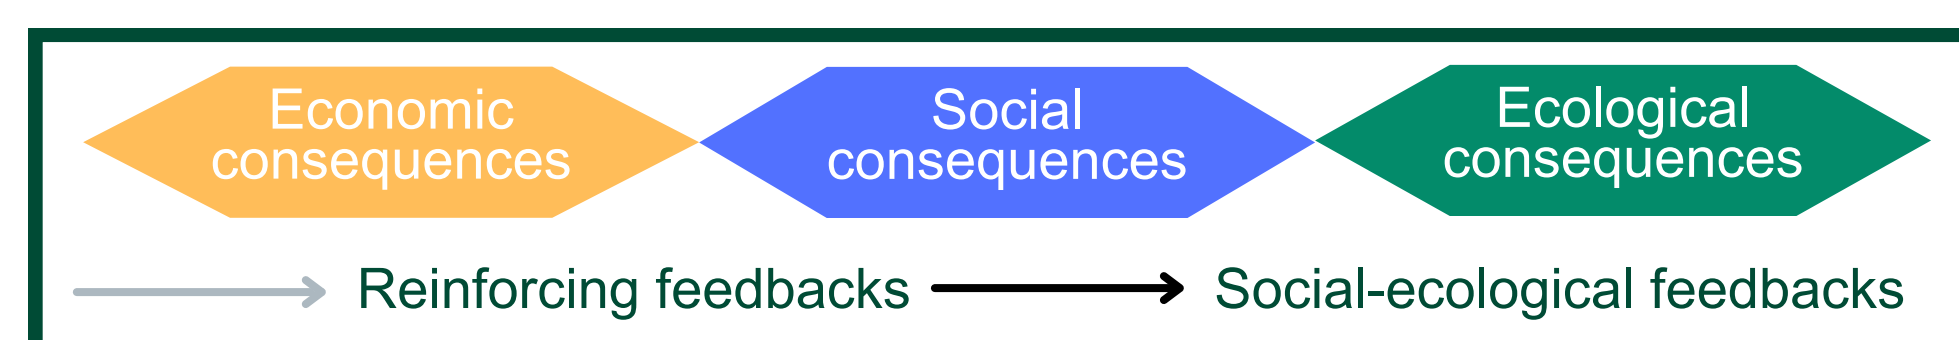 Economic
consequences
Social
consequences
Ecological
consequences
Reinforcing feedbacks
Social-ecological feedbacks